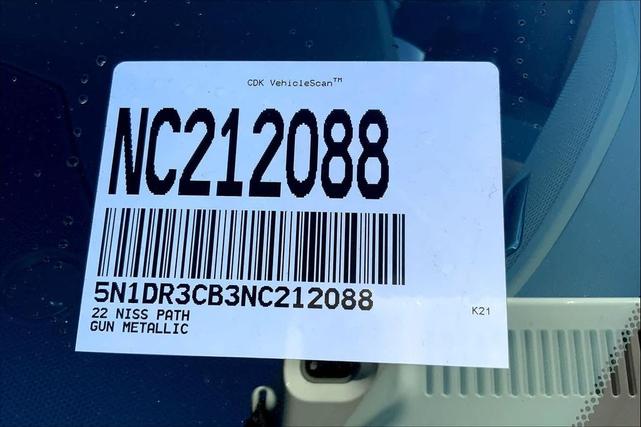 CDK VehicleScan™
NC212088
5N1DR3CB3NC212088
22 NISS PATH
GUN METALLIC
K21